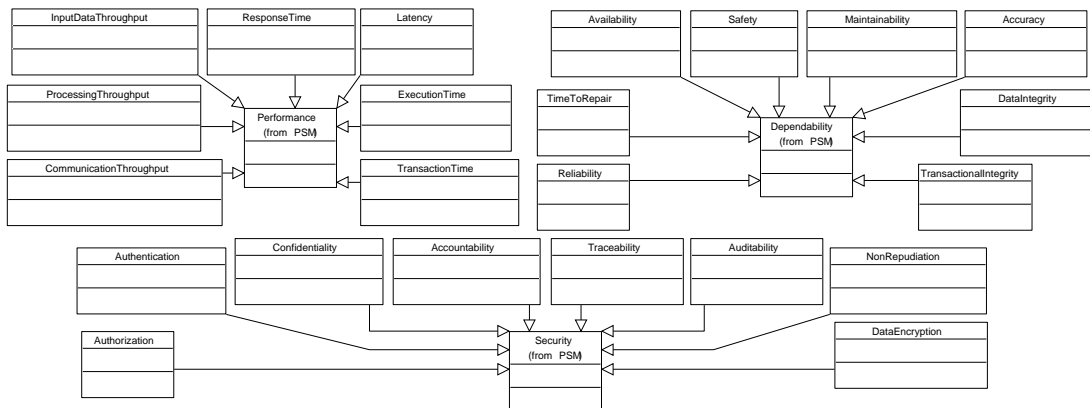 InputDataThroughput
ResponseTime
Latency
ProcessingThroughput
Performance
(from PSM)
ExecutionTime
CommunicationThroughput
TransactionTime
Availability
Safety
Maintainability
Accuracy
TimeToRepair
Dependability
(from PSM)
DataIntegrity
Reliability
TransactionalIntegrity
Authentication
Confidentiality
Accountability
Traceability
Auditability
NonRepudiation
Authorization
Security
(from PSM)
DataEncryption